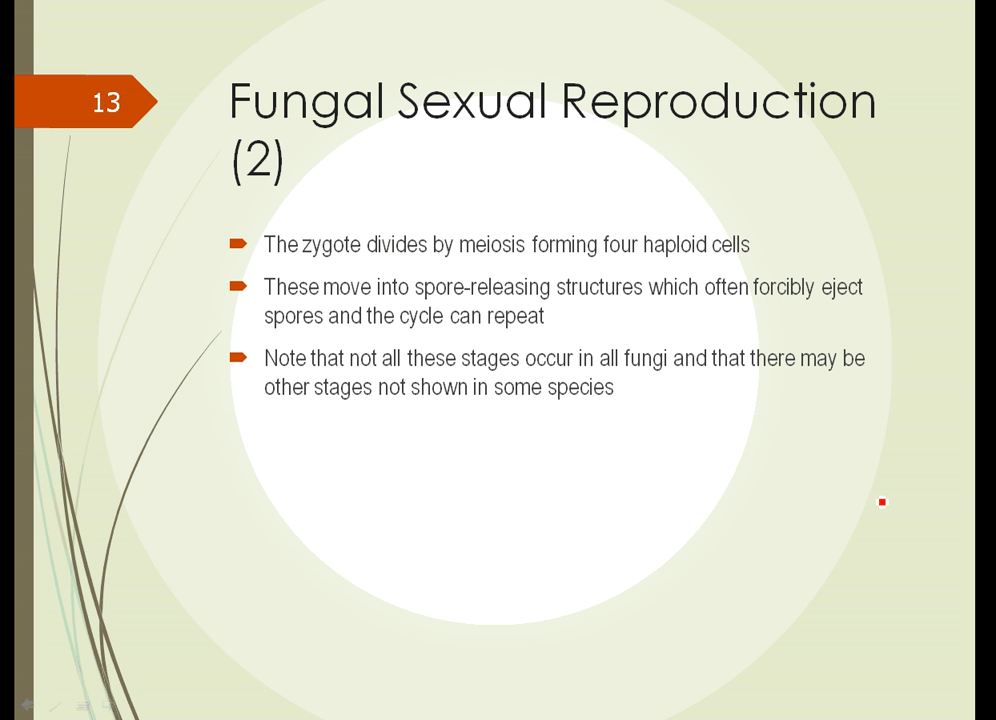 13
Fungal Sexual Reproduction
(2)
The zygote divides by meiosis forming four haploid cells
These move into spore-releasing structures which often forcibly eject
spores and the cycle can repeat
Note that not all these stages occur in all fungi and that there may be
other stages not shown in some species